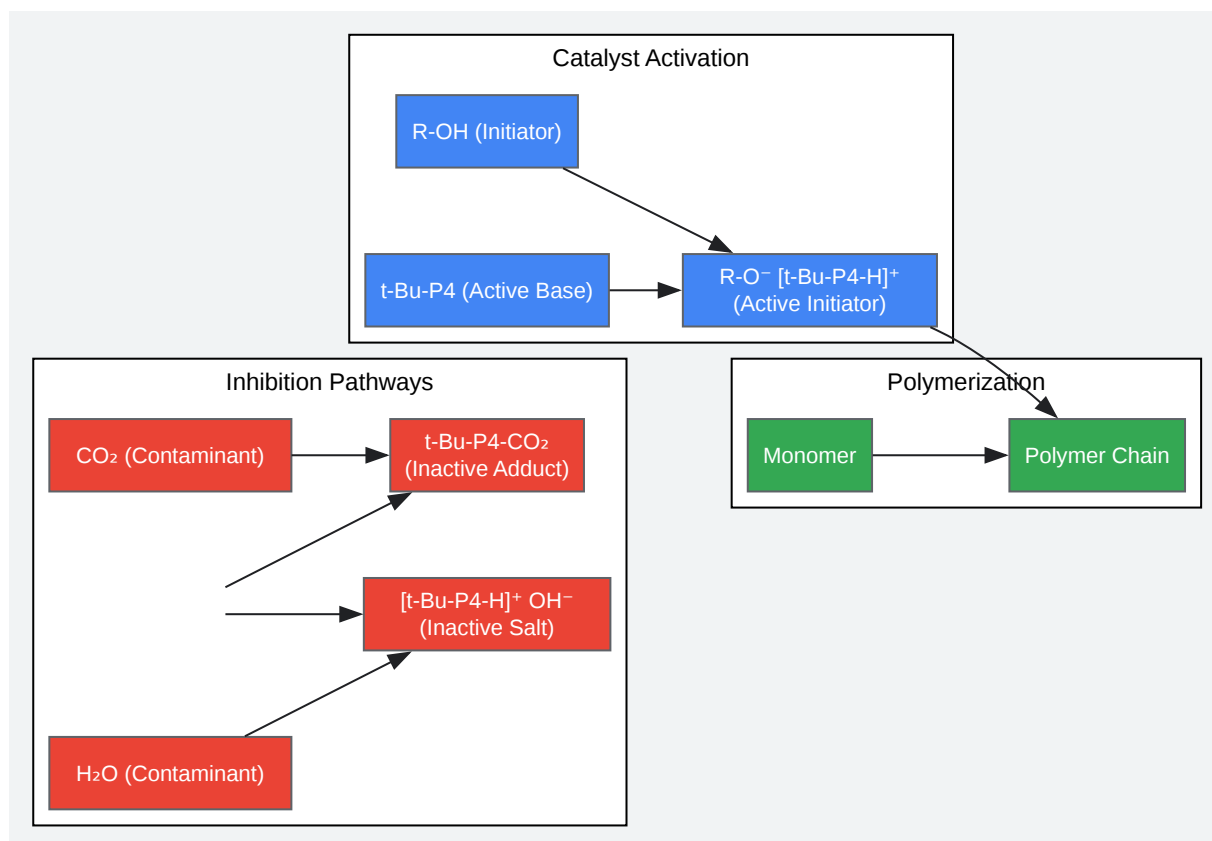 Catalyst Activation
R-OH (Initiator)
t-Bu-P4 (Active Base)
R-O⁻ [t-Bu-P4-H]⁺
(Active Initiator)
Inhibition Pathways
CO₂ (Contaminant)
t-Bu-P4-CO₂
(Inactive Adduct)
[t-Bu-P4-H]⁺ OH⁻
(Inactive Salt)
H₂O (Contaminant)
Polymerization
Monomer
Polymer Chain